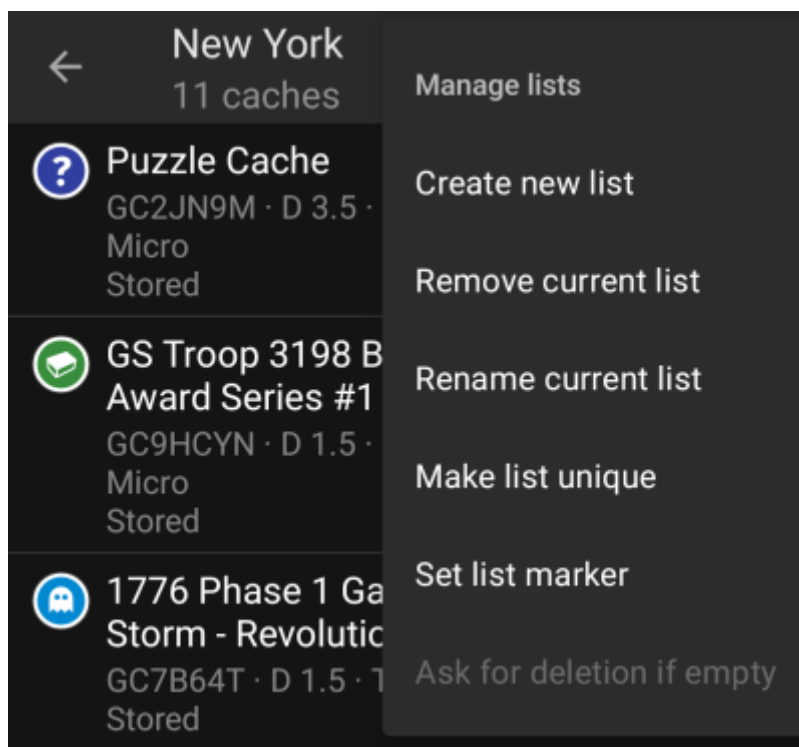 New York
11 caches
Puzzle Cache
GC2JN9M · D 3.5 ·
Micro
Stored
GS Troop 3198 B
Award Series #1
GC9HCYN · D 1.5 ·
Micro
Stored
1776 Phase 1 Ga
Storm - Revolutic
GC7B64T · D 1.5 · T
Stored
Manage lists
Create new list
Remove current list
Rename current list
Make list unique
Set list marker
Ask for deletion if empty